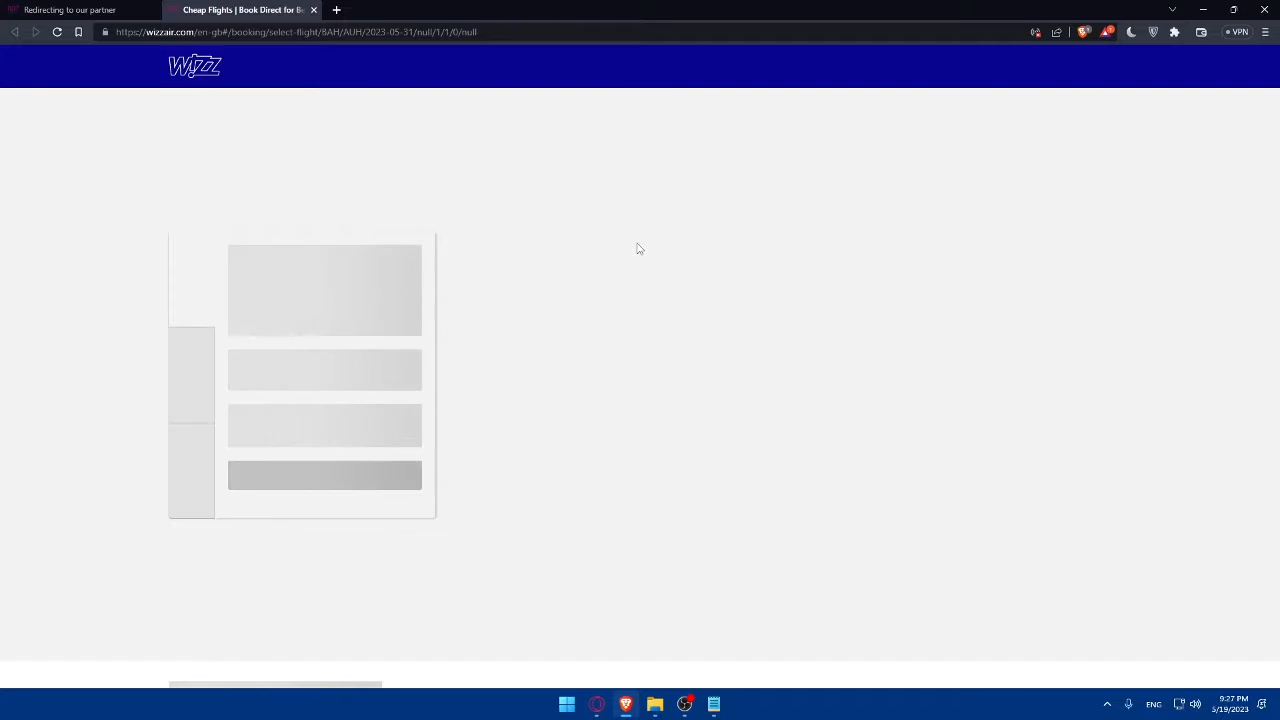 Redirecting to our partner
Cheap Flights | Book Direct for Be
https://wizzair.com/en-gb#/booking/select-flight/BAH/AUH/2023-05-31/null/1/1/0/null
VPN
WIZZ
ENG
9:27 PM
5/19/2023